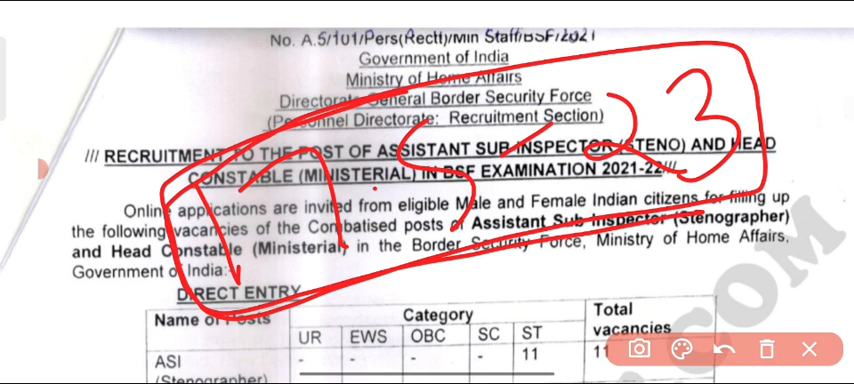 No. A.5/101/Pers(Rectt)/Min Staff/BSF/2021
Government of India
Ministry of Home Affairs
Directorate General Border Security Force
(Personnel Directorate: Recruitment Section)
/// RECRUITMENT TO THE POST OF ASSISTANT SUB INSPECTOR (STENO) AND HEAD
CONSTABLE (MINISTERIAL) IN BSF EXAMINATION 2021-22///
Online applications are invited from eligible Male and Female Indian citizens for filling up
the following vacancies of the Combatised posts of Assistant Sub Inspector (Stenographer)
and Head Constable (Ministerial) in the Border Security Force, Ministry of Home Affairs,
Government of India:
DIRECT ENTRY
Name of Posts Category Total
vacancies
UR EWS OBC SC ST
ASI - - - - 11 11
(Stenographer)
COM
23